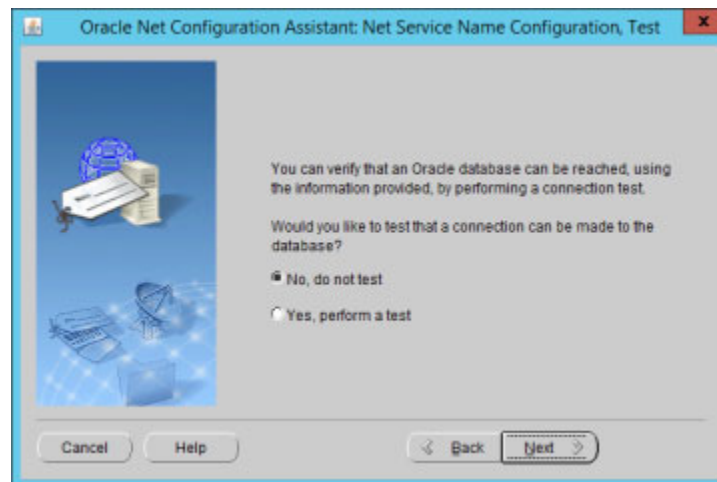 Oracle Net Configuration Assistant: Net Service Name Configuration, Test
You can verify that an Oracle database can be reached, using
the information provided, by performing a connection test.
Would you like to test that a connection can be made to the
database?
No, do not test
Yes, perform a test
Cancel
Help
Back
Next